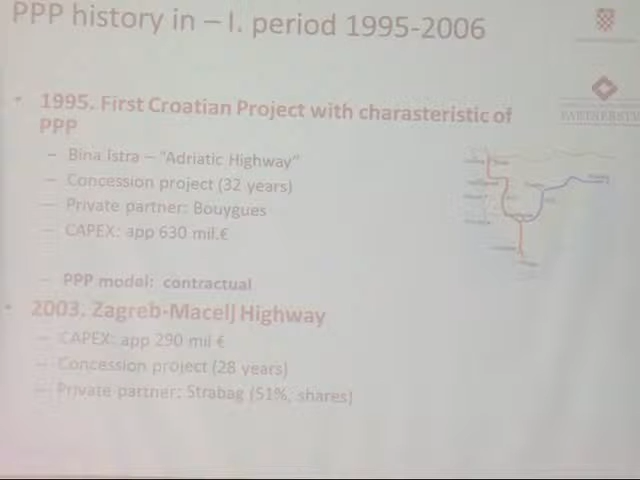 PPP history in – I. period 1995-2006
• 1995. First Croatian Project with charasteristic of
PPP
– Bina Istra – "Adriatic Highway"
– Concession project (32 years)
– Private partner: Bouygues
– CAPEX: app 630 mil.€
– PPP model: contractual
• 2003. Zagreb-Macelj Highway
– CAPEX: app 290 mil €
– Concession project (28 years)
– Private partner: Strabag (51%, shares)